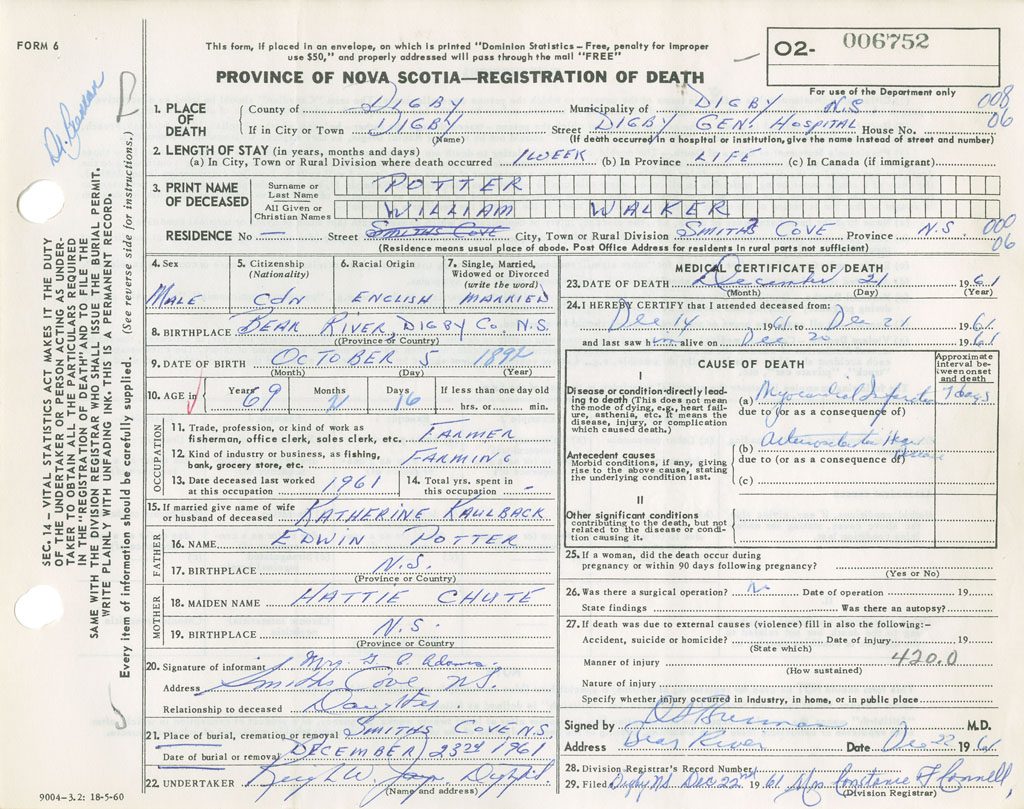 FORM 6
This form, if placed in an envelope, on which is printed "Dominion Statistics – Free, penalty for improper
use $50," and properly addressed will pass through the mail "FREE"
PROVINCE OF NOVA SCOTIA—REGISTRATION OF DEATH
02- 006752
For use of the Department only
008
06
1. PLACE OF DEATH
County of DIGBY Municipality of DIGBY N.S
If in City or Town DIGBY Street DIGBY GEN. HOSPITAL House No.
(Name) (If death occurred in a hospital or institution, give the name instead of street and number)
2. LENGTH OF STAY (in years, months and days)
(a) In City, Town or Rural Division where death occurred 1 WEEK (b) In Province LIFE (c) In Canada (if immigrant)
3. PRINT NAME OF DECEASED
Surname or Last Name POTTER
All Given or Christian Names WILLIAM WALKER
RESIDENCE No — Street SMITHS COVE City, Town or Rural Division SMITH'S COVE Province N.S.
000
06
(Residence means usual place of abode. Post Office Address for residents in rural parts not sufficient)
4. Sex MALE
5. Citizenship (Nationality) CDN
6. Racial Origin ENGLISH
7. Single, Married, Widowed or Divorced (write the word) MARRIED
8. BIRTHPLACE BEAR RIVER, DIGBY CO., N.S.
(Province or Country)
9. DATE OF BIRTH OCTOBER 5 1892
(Month) (Day) (Year)
10. AGE in Years 69 Months 2 Days 16 If less than one day old
hrs. or min.
OCCUPATION
11. Trade, profession, or kind of work as
fisherman, office clerk, sales clerk, etc. FARMER
12. Kind of industry or business, as fishing,
bank, grocery store, etc. FARMING
13. Date deceased last worked
at this occupation 1961
14. Total yrs. spent in
this occupation —
15. If married give name of wife
or husband of deceased KATHERINE KAULBACK
FATHER
16. NAME EDWIN POTTER
17. BIRTHPLACE N.S.
(Province or Country)
MOTHER
18. MAIDEN NAME HATTIE CHUTE
19. BIRTHPLACE N.S.
(Province or Country)
20. Signature of informant Mrs. Adams
Address Smiths Cove N.S.
Relationship to deceased Daughter
21. Place of burial, cremation or removal SMITHS COVE N.S.
Date of burial or removal DECEMBER 23rd 1961
22. UNDERTAKER W. Digby
(Name and address)
9004-3.2: 18-5-60
MEDICAL CERTIFICATE OF DEATH
23. DATE OF DEATH December 21 1961
(Month) (Day) (Year)
24. I HEREBY CERTIFY that I attended deceased from:
Dec 14 1961 to Dec 21 1961
and last saw him alive on Dec 20 1961
CAUSE OF DEATH
Approximate interval between onset and death
I
Disease or condition directly leading to death (This does not mean the mode of dying, e.g., heart failure, asthenia, etc. It means the disease, injury, or complication which caused death.)
(a) Myocardial Infarction 7 days
due to (or as a consequence of)
Antecedent causes
Morbid conditions, if any, giving rise to the above cause, stating the underlying condition last.
(b) Heart Disease
due to (or as a consequence of)
(c)
II
Other significant conditions
contributing to the death, but not related to the disease or condition causing it.
25. If a woman, did the death occur during
pregnancy or within 90 days following pregnancy?
(Yes or No)
26. Was there a surgical operation? No Date of operation 19
State findings Was there an autopsy?
27. If death was due to external causes (violence) fill in also the following:-
Accident, suicide or homicide? Date of injury 19
(State which)
Manner of injury 420.0
(How sustained)
Nature of injury
Specify whether injury occurred in industry, in home, or in public place
Signed by M.D.
Address Bear River Date Dec 22 1961
28. Division Registrar's Record Number
29. Filed Digby NS Dec 22nd 1961 Mrs Constance
(Division Registrar)
SEC. 14 – VITAL STATISTICS ACT MAKES IT THE DUTY
OF THE UNDERTAKER OR PERSON ACTING AS UNDER-
TAKER TO OBTAIN ALL THE PARTICULARS REQUIRED
IN THE "REGISTRATION OF DEATH" AND TO FILE THE
SAME WITH THE DIVISION REGISTRAR WHO SHALL ISSUE THE BURIAL PERMIT.
WRITE PLAINLY WITH UNFADING INK. THIS IS A PERMANENT RECORD.
Every item of information should be carefully supplied. (See reverse side for instructions.)